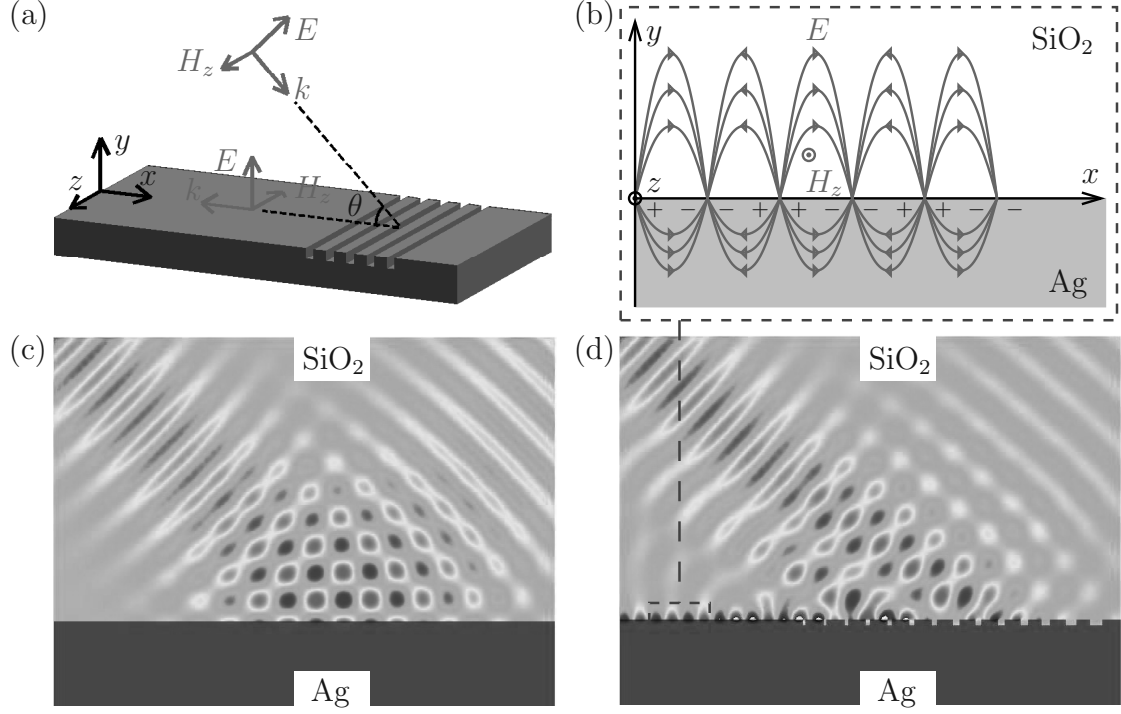 (a)
E
H_z
k
y
x
z
E
k
H_z
θ
(b)
y
E
SiO₂
z
H_z
x
+ − − + + − − + + − −
Ag
(c)
SiO₂
Ag
(d)
SiO₂
Ag